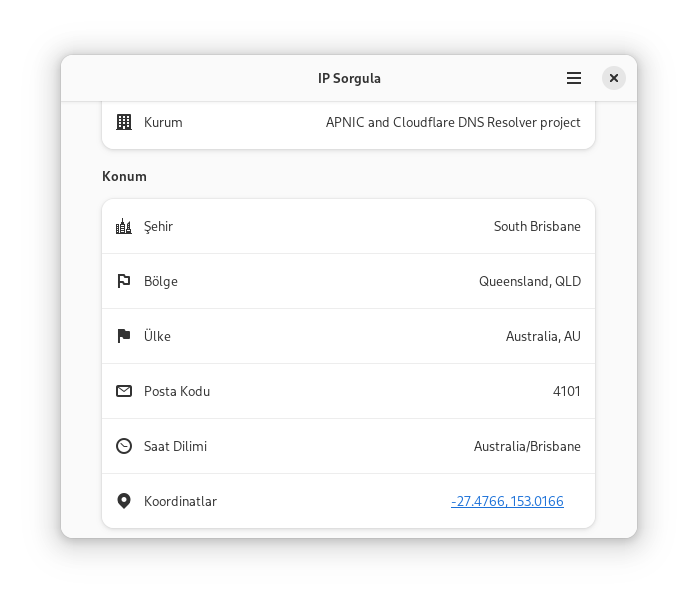 IP Sorgula
Kurum APNIC and Cloudflare DNS Resolver project
Konum
Şehir South Brisbane
Bölge Queensland, QLD
Ülke Australia, AU
Posta Kodu 4101
Saat Dilimi Australia/Brisbane
Koordinatlar -27.4766, 153.0166